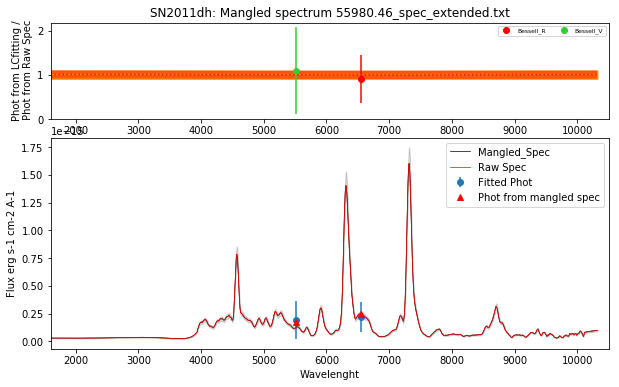 SN2011dh: Mangled spectrum 55980.46_spec_extended.txt
Phot from LCfitting /
Phot from Raw Spec
2
1
0
Bessell_R
Bessell_V
2000 3000 4000 5000 6000 7000 8000 9000 10000
1e-15
Flux erg s-1 cm-2 A-1
1.75
1.50
1.25
1.00
0.75
0.50
0.25
0.00
Mangled_Spec
Raw Spec
Fitted Phot
Phot from mangled spec
2000 3000 4000 5000 6000 7000 8000 9000 10000
Wavelenght